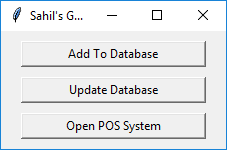 Sahil's G...
Add To Database
Update Database
Open POS System